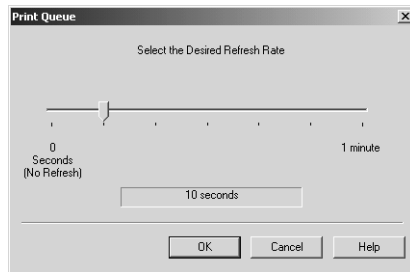 Print Queue
Select the Desired Refresh Rate
0
Seconds
(No Refresh)
1 minute
10 seconds
OK
Cancel
Help